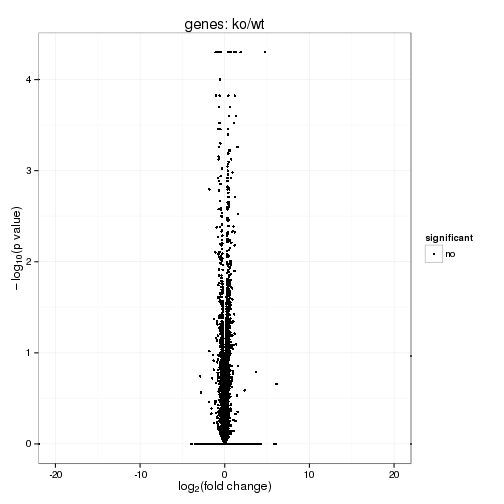 genes: ko/wt
4
3
2
1
0
−log10(p value)
-20
-10
0
10
20
log2(fold change)
significant
no